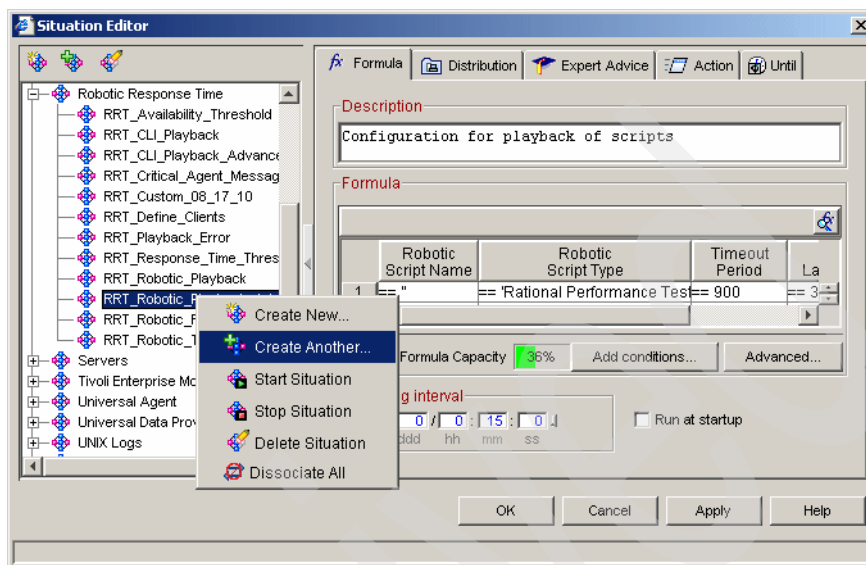 Situation Editor
Formula
Distribution
Expert Advice
Action
Until
Robotic Response Time
RRT_Availability_Threshold
RRT_CLI_Playback
RRT_CLI_Playback_Advance
RRT_Critical_Agent_Messag
RRT_Custom_08_17_10
RRT_Define_Clients
RRT_Playback_Error
RRT_Response_Time_Thres
RRT_Robotic_Playback
RRT_Robotic_
RRT_Robotic_
RRT_Robotic_
Servers
Tivoli Enterprise Mo
Universal Agent
Universal Data Prov
UNIX Logs
Create New...
Create Another...
Start Situation
Stop Situation
Delete Situation
Dissociate All
Description
Configuration for playback of scripts
Formula
Robotic Script Name
Robotic Script Type
Timeout Period
La
1 == '' == 'Rational Performance Test == 900 == 3
Formula Capacity 36% Add conditions... Advanced...
g interval
0 / 0 : 15 : 0
ddd hh mm ss
Run at startup
OK Cancel Apply Help